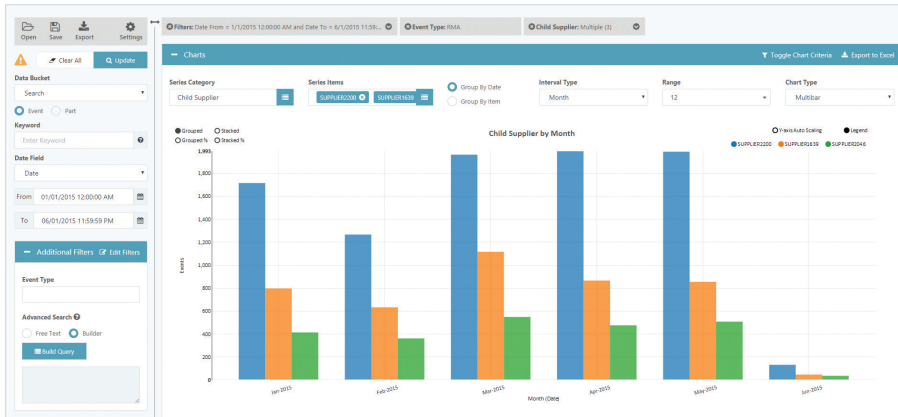 Open Save Export Settings
Clear All Update
Data Bucket
Search
Event Part
Keyword
Enter Keyword
Date Field
Date
From 01/01/2015 12:00:00 AM
To 06/01/2015 11:59:59 PM
Additional Filters Edit Filters
Event Type
Advanced Search
Free Text Builder
Build Query
Filters: Date From = 1/1/2015 12:00:00 AM and Date To = 6/1/2015 11:59:... Event Type: RMA Child Supplier: Multiple (3)
Charts Toggle Chart Criteria Export to Excel
Series Category Series Items Group By Date Interval Type Range Chart Type
Child Supplier SUPPLIER2200 SUPPLIER1639 Group By Item Month 12 Multibar
Grouped Stacked Child Supplier by Month Y-axis Auto Scaling Legend
Grouped % Stacked % SUPPLIER2200 SUPPLIER1639 SUPPLIER2046
1,993
1,800
1,600
1,400
1,200
1,000
800
600
400
200
0
Events
Jan-2015 Feb-2015 Mar-2015 Apr-2015 May-2015 Jun-2015
Month (Date)